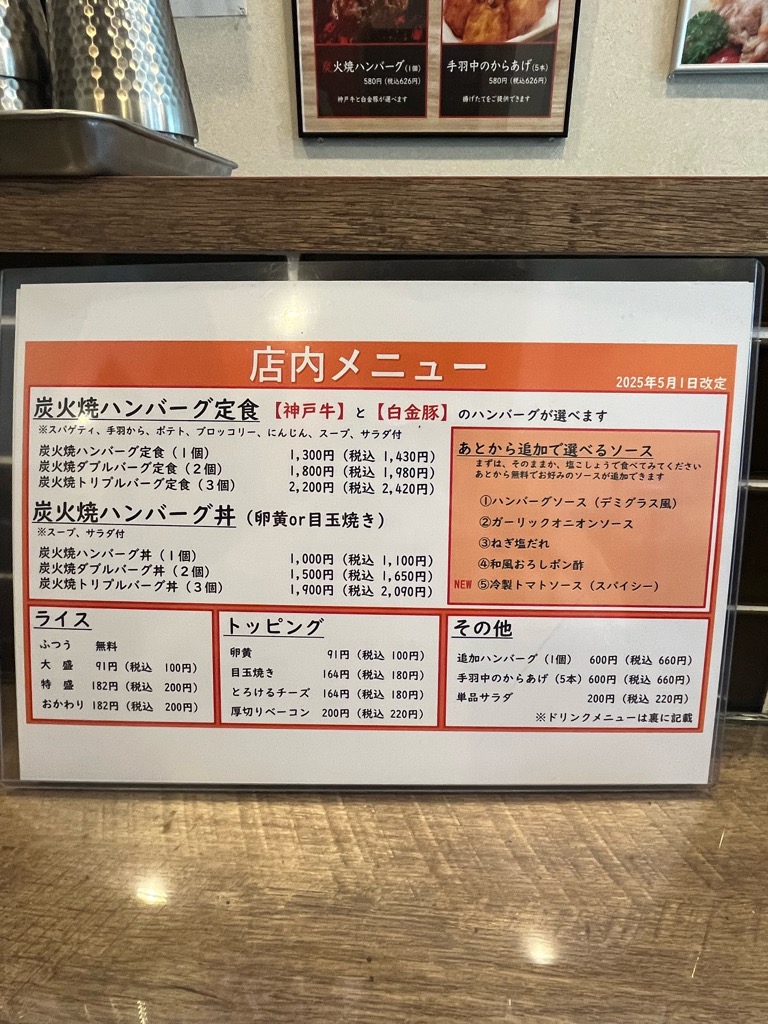 炭火焼ハンバーグ(1個)
580円(税込626円)
神戸牛と白金豚が選べます
手羽中のからあげ(5本)
580円(税込626円)
揚げたてをご提供できます
店内メニュー
2025年5月1日改定
炭火焼ハンバーグ定食【神戸牛】と【白金豚】のハンバーグが選べます
※スパゲティ、手羽から、ポテト、ブロッコリー、にんじん、スープ、サラダ付
炭火焼ハンバーグ定食(1個) 1,300円(税込 1,430円)
炭火焼ダブルバーグ定食(2個) 1,800円(税込 1,980円)
炭火焼トリプルバーグ定食(3個) 2,200円(税込 2,420円)
炭火焼ハンバーグ丼(卵黄or目玉焼き)
※スープ、サラダ付
炭火焼ハンバーグ丼(1個) 1,000円(税込 1,100円)
炭火焼ダブルバーグ丼(2個) 1,500円(税込 1,650円)
炭火焼トリプルバーグ丼(3個) 1,900円(税込 2,090円)
あとから追加で選べるソース
まずは、そのままか、塩こしょうで食べてみてください
あとから無料でお好みのソースが追加できます
①ハンバーグソース(デミグラス風)
②ガーリックオニオンソース
③ねぎ塩だれ
④和風おろしポン酢
NEW ⑤冷製トマトソース(スパイシー)
ライス
ふつう 無料
大 盛 91円(税込 100円)
特 盛 182円(税込 200円)
おかわり 182円(税込 200円)
トッピング
卵黄 91円(税込 100円)
目玉焼き 164円(税込 180円)
とろけるチーズ 164円(税込 180円)
厚切りベーコン 200円(税込 220円)
その他
追加ハンバーグ(1個) 600円(税込 660円)
手羽中のからあげ(5本) 600円(税込 660円)
単品サラダ 200円(税込 220円)
※ドリンクメニューは裏に記載